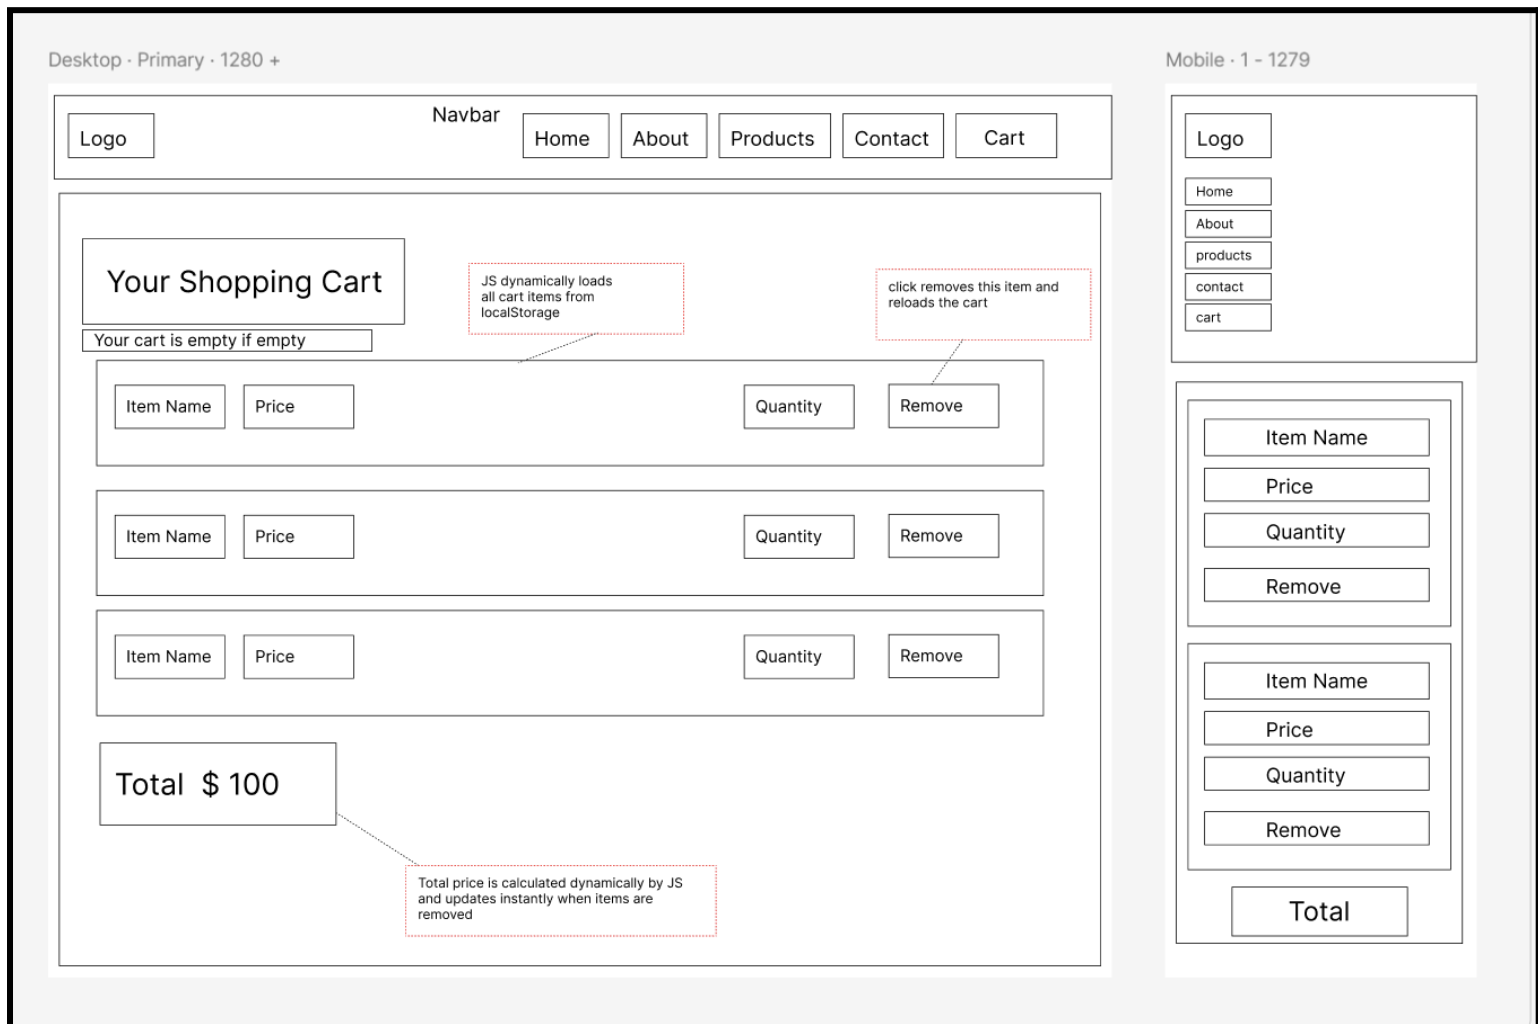 Desktop · Primary · 1280 +
Navbar
Logo
Home
About
Products
Contact
Cart
Your Shopping Cart
Your cart is empty if empty
JS dynamically loads
all cart items from
localStorage
click removes this item and
reloads the cart
Item Name
Price
Quantity
Remove
Item Name
Price
Quantity
Remove
Item Name
Price
Quantity
Remove
Total $ 100
Total price is calculated dynamically by JS
and updates instantly when items are
removed
Mobile · 1 - 1279
Logo
Home
About
products
contact
cart
Item Name
Price
Quantity
Remove
Item Name
Price
Quantity
Remove
Total